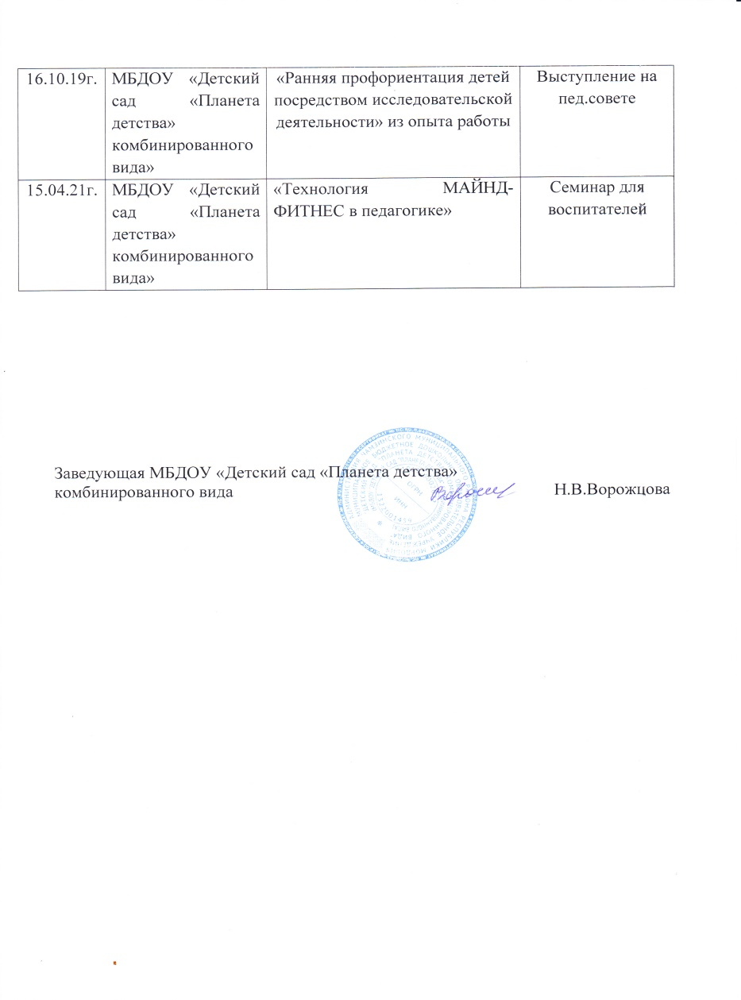 16.10.19г.
МБДОУ «Детский
сад «Планета
детства»
комбинированного
вида»
«Ранняя профориентация детей
посредством исследовательской
деятельности» из опыта работы
Выступление на
пед.совете
15.04.21г.
МБДОУ «Детский
сад «Планета
детства»
комбинированного
вида»
«Технология МАЙНД-
ФИТНЕС в педагогике»
Семинар для
воспитателей
Заведующая МБДОУ «Детский сад «Планета детства»
комбинированного вида
Н.В.Ворожцова
ОГРН
ИНН